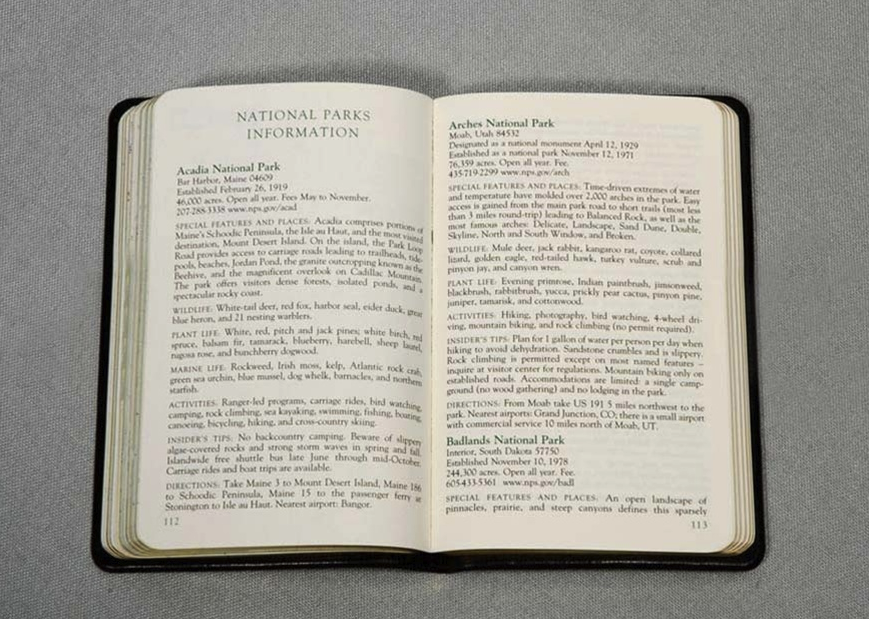 NATIONAL PARKS
INFORMATION
Acadia National Park
Bar Harbor, Maine 04609
Established February 26, 1919
46,000 acres. Open all year. Fees May to November.
207-288-3338 www.nps.gov/acad
SPECIAL FEATURES AND PLACES: Acadia comprises portions of
Maine's Schoodic Peninsula, the Isle au Haut, and the most visited
destination, Mount Desert Island. On the island, the Park Loop
Road provides access to carriage roads leading to trailheads, tide-
pools, beaches, Jordan Pond, the granite outcropping known as the
Beehive, and the magnificent overlook on Cadillac Mountain.
The park offers visitors dense forests, isolated ponds, and a
spectacular rocky coast.
WILDLIFE: White-tail deer, red fox, harbor seal, eider duck, great
blue heron, and 21 nesting warblers.
PLANT LIFE: White, red, pitch and jack pines; white birch, red
spruce, balsam fir, tamarack, blueberry, harebell, sheep laurel,
rugosa rose, and bunchberry dogwood.
MARINE LIFE: Rockweed, Irish moss, kelp, Atlantic rock crab,
green sea urchin, blue mussel, dog whelk, barnacles, and northern
starfish.
ACTIVITIES: Ranger-led programs, carriage rides, bird watching,
camping, rock climbing, sea kayaking, swimming, fishing, boating,
canoeing, bicycling, hiking, and cross-country skiing.
INSIDER'S TIPS: No backcountry camping. Beware of slippery
algae-covered rocks and strong storm waves in spring and fall.
Islandwide free shuttle bus late June through mid-October.
Carriage rides and boat trips are available.
DIRECTIONS: Take Maine 3 to Mount Desert Island, Maine 186
to Schoodic Peninsula, Maine 15 to the passenger ferry at
Stonington to Isle au Haut. Nearest airport: Bangor.
112
Arches National Park
Moab, Utah 84532
Designated as a national monument April 12, 1929
Established as a national park November 12, 1971
76,359 acres. Open all year. Fee.
435-719-2299 www.nps.gov/arch
SPECIAL FEATURES AND PLACES: Time-driven extremes of water
and temperature have molded over 2,000 arches in the park. Easy
access is gained from the main park road to short trails (most less
than 3 miles round-trip) leading to Balanced Rock, as well as the
most famous arches: Delicate, Landscape, Sand Dune, Double,
Skyline, North and South Window, and Broken.
WILDLIFE: Mule deer, jack rabbit, kangaroo rat, coyote, collared
lizard, golden eagle, red-tailed hawk, turkey vulture, scrub and
pinyon jay, and canyon wren.
PLANT LIFE: Evening primrose, Indian paintbrush, jimsonweed,
blackbrush, rabbitbrush, yucca, prickly pear cactus, pinyon pine,
juniper, tamarisk, and cottonwood.
ACTIVITIES: Hiking, photography, bird watching, 4-wheel dri-
ving, mountain biking, and rock climbing (no permit required).
INSIDER'S TIPS: Plan for 1 gallon of water per person per day when
hiking to avoid dehydration. Sandstone crumbles and is slippery.
Rock climbing is permitted except on most named features –
inquire at visitor center for regulations. Mountain biking only on
established roads. Accommodations are limited: a single camp-
ground (no wood gathering) and no lodging in the park.
DIRECTIONS: From Moab take US 191 5 miles northwest to the
park. Nearest airports: Grand Junction, CO; there is a small airport
with commercial service 10 miles north of Moab, UT.
Badlands National Park
Interior, South Dakota 57750
Established November 10, 1978
244,300 acres. Open all year. Fee.
605-433-5361 www.nps.gov/badl
SPECIAL FEATURES AND PLACES: An open landscape of
pinnacles, prairie, and steep canyons defines this sparsely
113